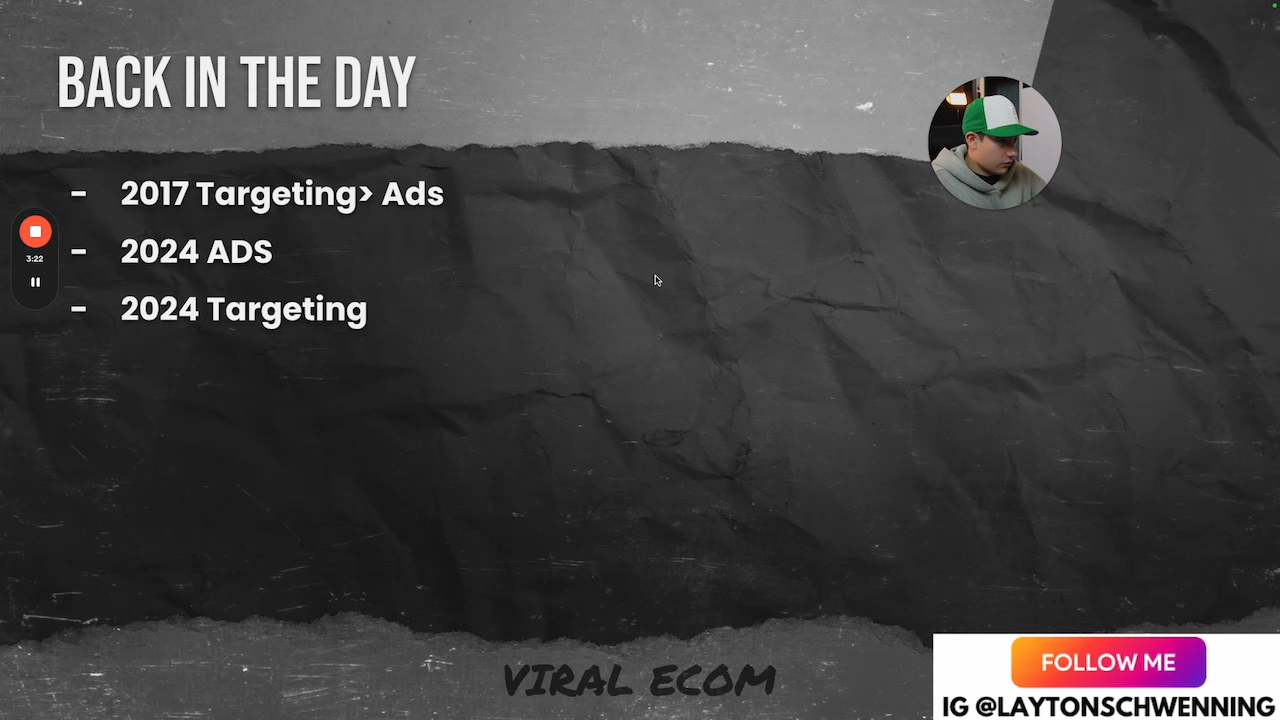 BACK IN THE DAY
- 2017 Targeting> Ads
- 2024 ADS
- 2024 Targeting
3:22
VIRAL ECOM
FOLLOW ME
IG @LAYTONSCHWENNING